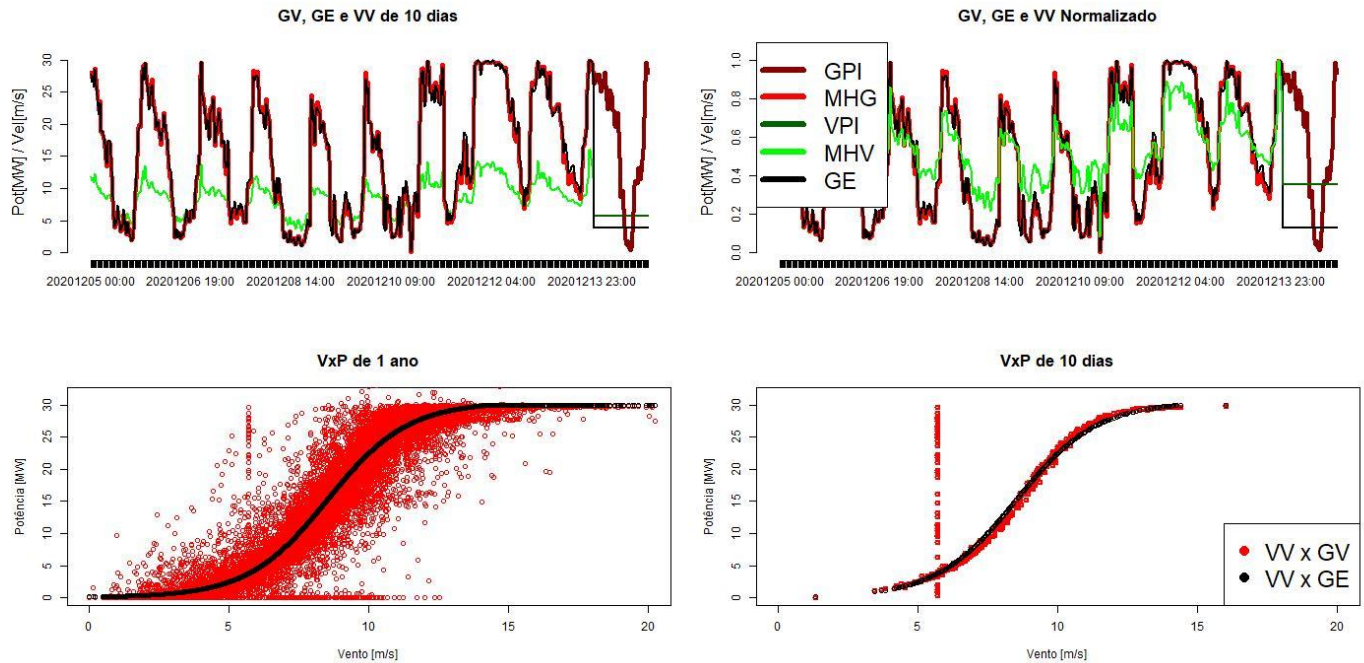 GV, GE e VV de 10 dias
Pot[MW] / Vel[m/s]
30
25
20
15
10
5
0
20201205 00:00 20201206 19:00 20201208 14:00 20201210 09:00 20201212 04:00 20201213 23:00
GV, GE e VV Normalizado
Pot[MW] / Vel[m/s]
1.0
0.8
0.6
0.4
0.2
0.0
GPI
MHG
VPI
MHV
GE
20201205 00:00 20201206 19:00 20201208 14:00 20201210 09:00 20201212 04:00 20201213 23:00
VxP de 1 ano
Potência [MW]
30
25
20
15
10
5
0
0 5 10 15 20
Vento [m/s]
VxP de 10 dias
Potência [MW]
30
25
20
15
10
5
0
VV x GV
VV x GE
0 5 10 15 20
Vento [m/s]